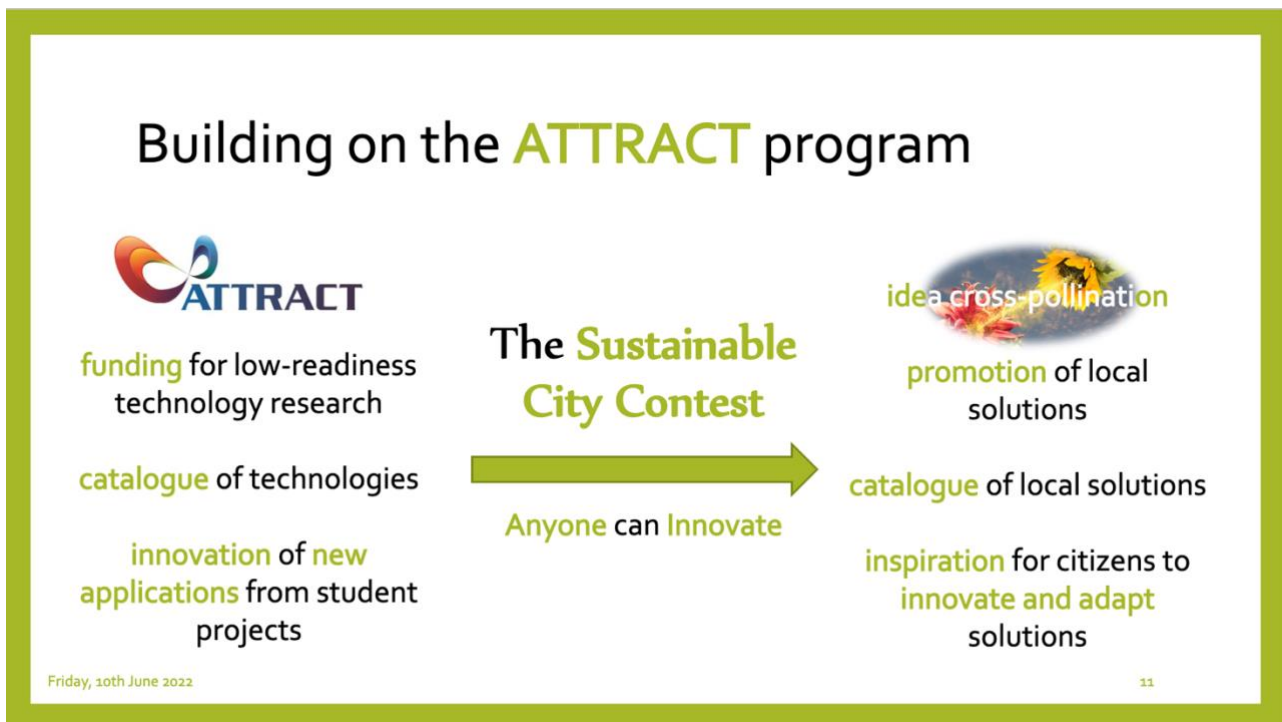 Building on the ATTRACT program
ATTRACT
funding for low-readiness
technology research
catalogue of technologies
innovation of new
applications from student
projects
The Sustainable
City Contest
Anyone can Innovate
idea cross-pollination
promotion of local
solutions
catalogue of local solutions
inspiration for citizens to
innovate and adapt
solutions
Friday, 10th June 2022
11